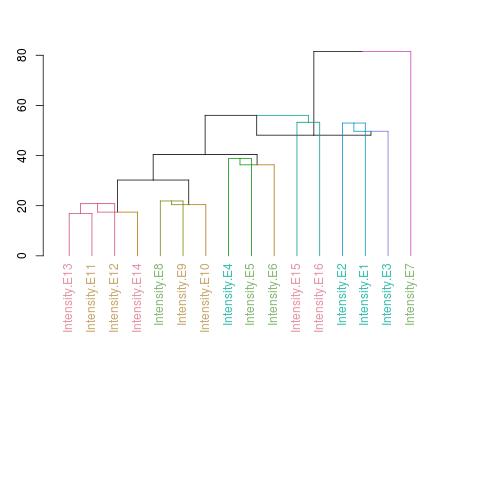 80
60
40
20
0
Intensity.E13
Intensity.E11
Intensity.E12
Intensity.E14
Intensity.E8
Intensity.E9
Intensity.E10
Intensity.E4
Intensity.E5
Intensity.E6
Intensity.E15
Intensity.E16
Intensity.E2
Intensity.E1
Intensity.E3
Intensity.E7